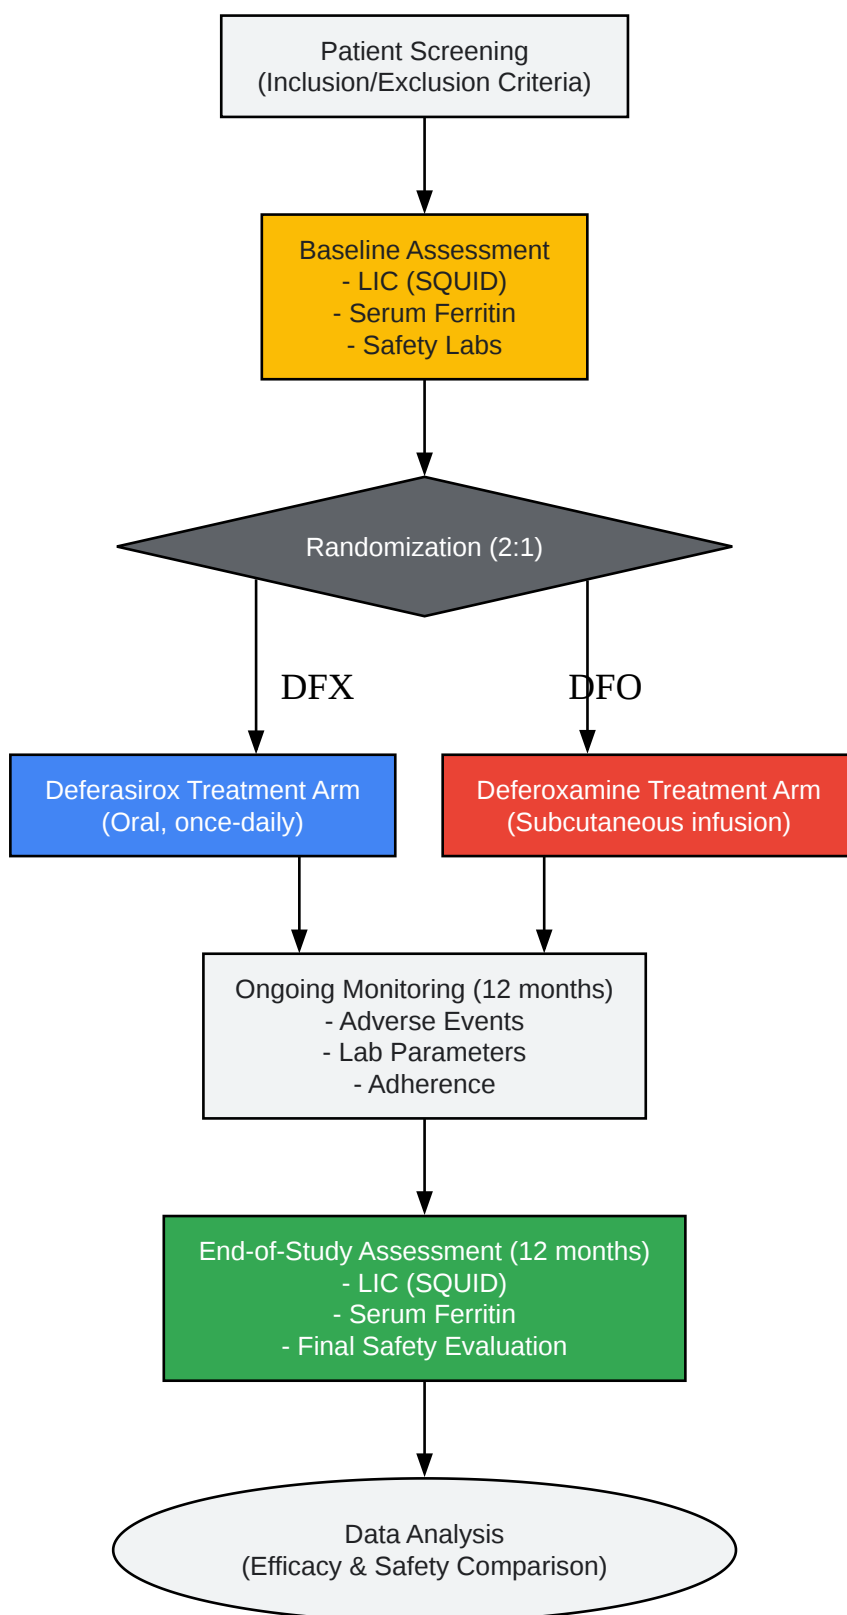 Patient Screening
(Inclusion/Exclusion Criteria)
Baseline Assessment
- LIC (SQUID)
- Serum Ferritin
- Safety Labs
Randomization (2:1)
DFX
DFO
Deferasirox Treatment Arm
(Oral, once-daily)
Deferoxamine Treatment Arm
(Subcutaneous infusion)
Ongoing Monitoring (12 months)
- Adverse Events
- Lab Parameters
- Adherence
End-of-Study Assessment (12 months)
- LIC (SQUID)
- Serum Ferritin
- Final Safety Evaluation
Data Analysis
(Efficacy & Safety Comparison)